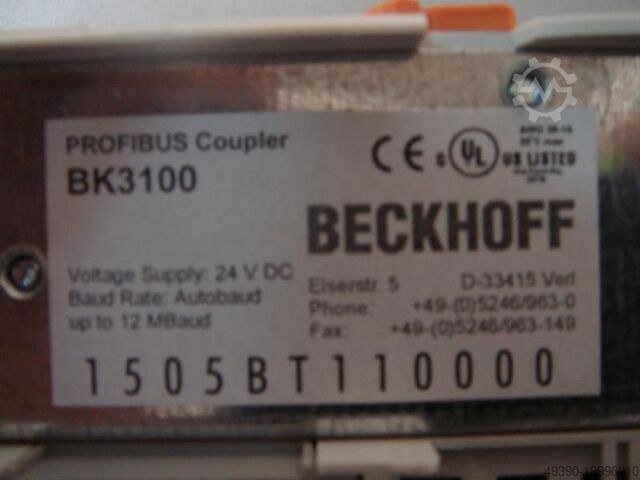 PROFIBUS Coupler
BK3100
CE
UL
US LISTED
BECKHOFF
Voltage Supply: 24 V DC
Baud Rate: Autobaud
up to 12 MBaud
Eiserstr. 5 D-33415 Verl
Phone: +49-(0)5246/963-0
Fax: +49-(0)5246/963-149
1505BT110000